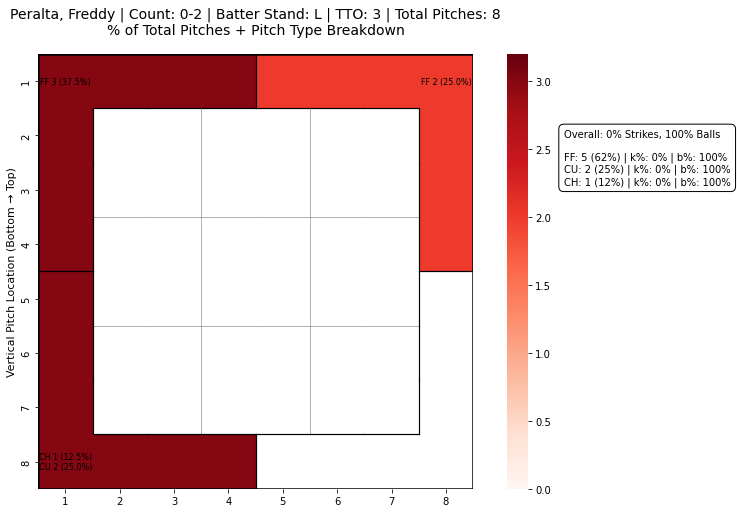 Peralta, Freddy | Count: 0-2 | Batter Stand: L | TTO: 3 | Total Pitches: 8
% of Total Pitches + Pitch Type Breakdown
FF 3 (37.5%)
FF 2 (25.0%)
CH 1 (12.5%)
CU 2 (25.0%)
Vertical Pitch Location (Bottom → Top)
1
2
3
4
5
6
7
8
1 2 3 4 5 6 7 8
3.0
2.5
2.0
1.5
1.0
0.5
0.0
Overall: 0% Strikes, 100% Balls
FF: 5 (62%) | k%: 0% | b%: 100%
CU: 2 (25%) | k%: 0% | b%: 100%
CH: 1 (12%) | k%: 0% | b%: 100%